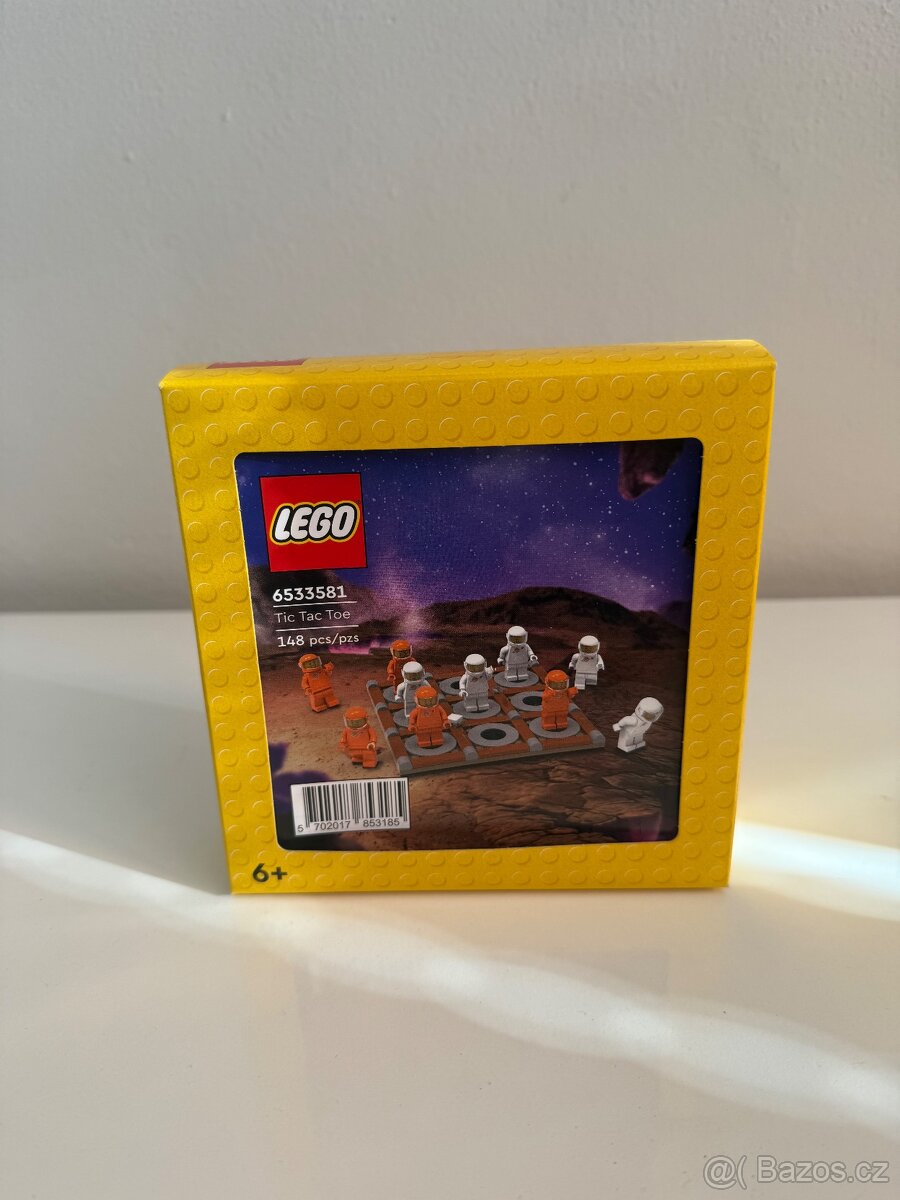 LEGO
6533581
Tic Tac Toe
148 pcs/pzs
5 702017 853185
6+
@( Bazos.cz